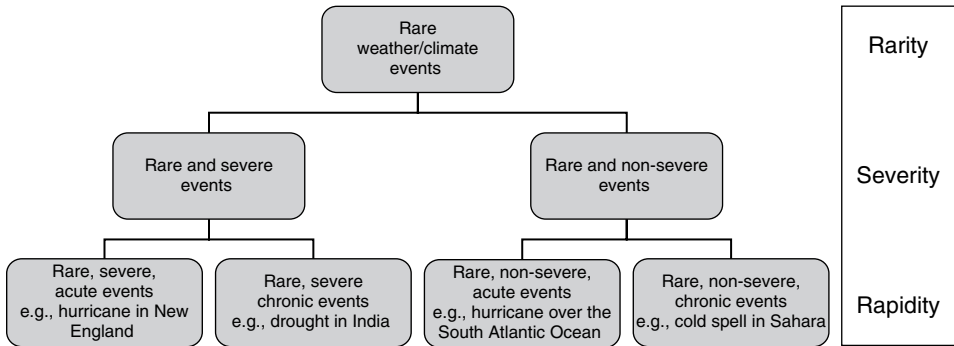 Rare
weather/climate
events
Rarity
Rare and severe
events
Rare and non-severe
events
Severity
Rare, severe,
acute events
e.g., hurricane in New
England
Rare, severe
chronic events
e.g., drought in India
Rare, non-severe,
acute events
e.g., hurricane over the
South Atlantic Ocean
Rare, non-severe,
chronic events
e.g., cold spell in Sahara
Rapidity